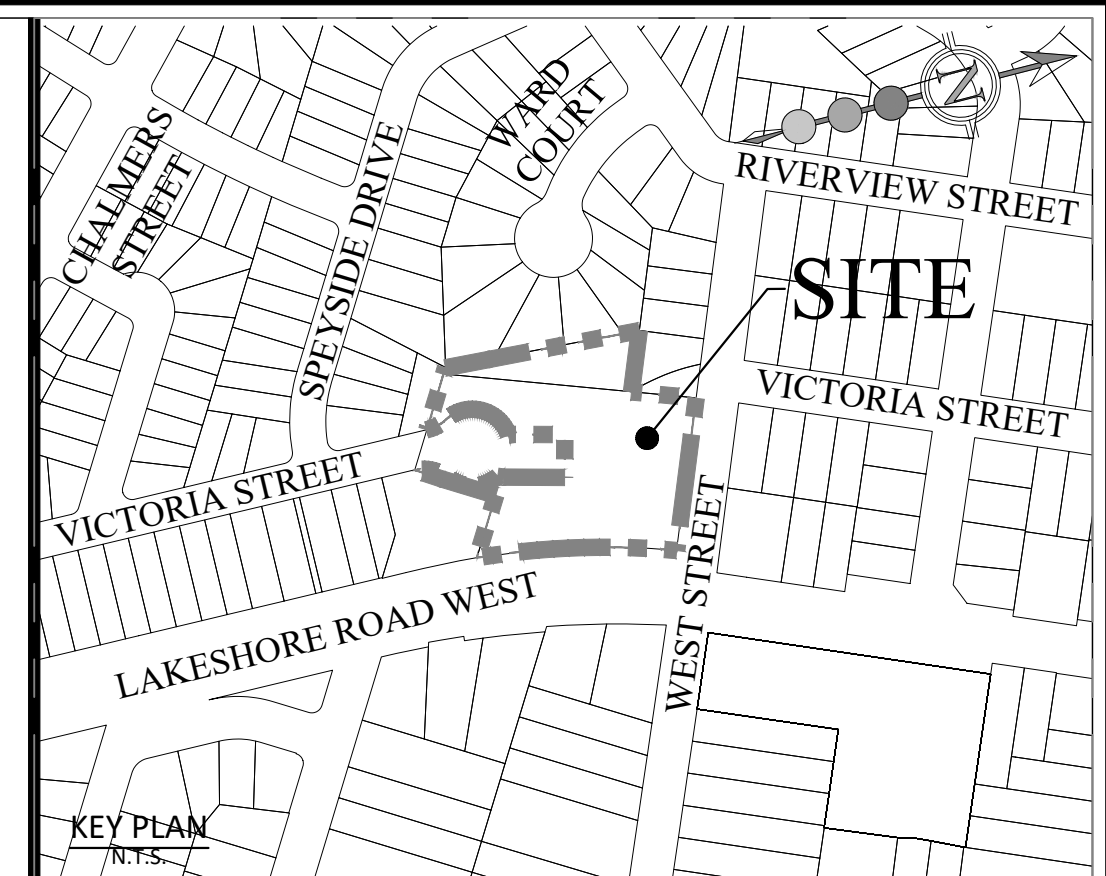 WARD
COURT
N
CHALMERS
STREET
SPEYSIDE DRIVE
RIVERVIEW STREET
SITE
VICTORIA STREET
VICTORIA STREET
WEST STREET
LAKESHORE ROAD WEST
KEY PLAN
N.T.S.